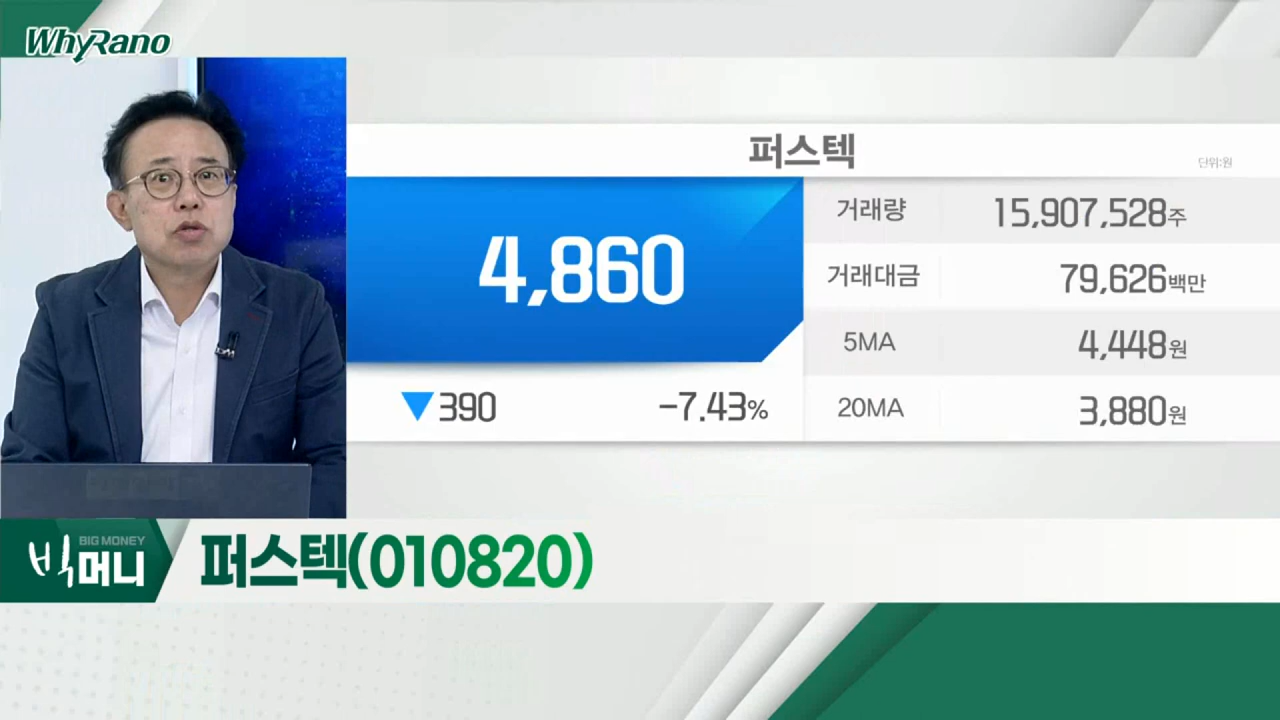 WhyRano
퍼스텍
단위:원
4,860
▼390 -7.43%
거래량 15,907,528주
거래대금 79,626백만
5MA 4,448원
20MA 3,880원
BIG MONEY
빅머니
퍼스텍(010820)